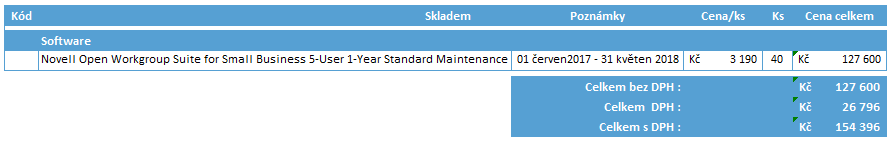 Kód Skladem Poznámky Cena/ks Ks Cena celkem
Software
Novell Open Workgroup Suite for Small Business 5-User 1-Year Standard Maintenance 01 červen2017 - 31 květen 2018 Kč 3 190 40 Kč 127 600
Celkem bez DPH : Kč 127 600
Celkem DPH : Kč 26 796
Celkem s DPH : Kč 154 396